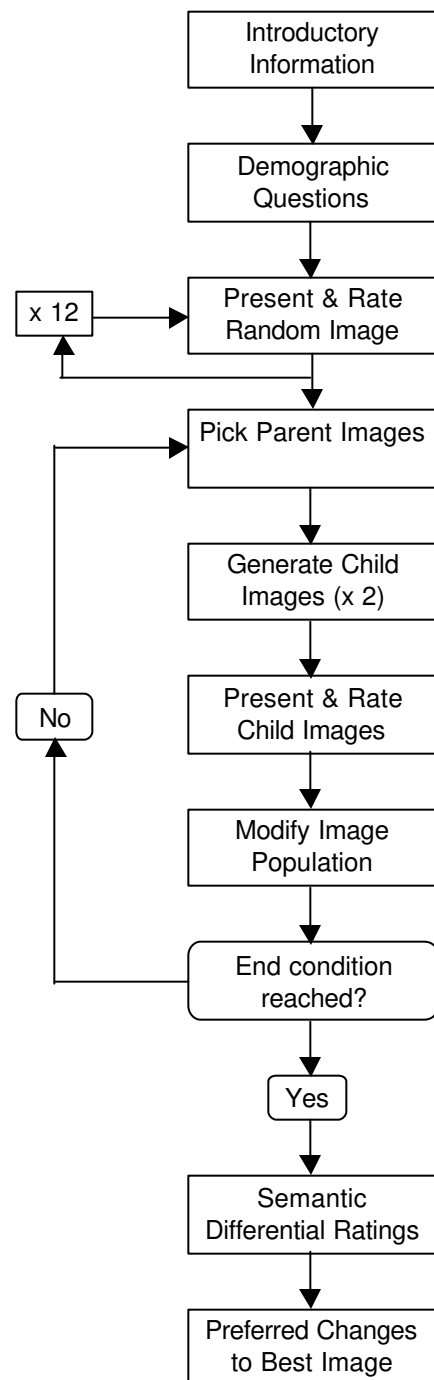 Introductory
Information
Demographic
Questions
x 12
Present & Rate
Random Image
Pick Parent Images
Generate Child
Images (x 2)
Present & Rate
Child Images
No
Modify Image
Population
End condition
reached?
Yes
Semantic
Differential Ratings
Preferred Changes
to Best Image